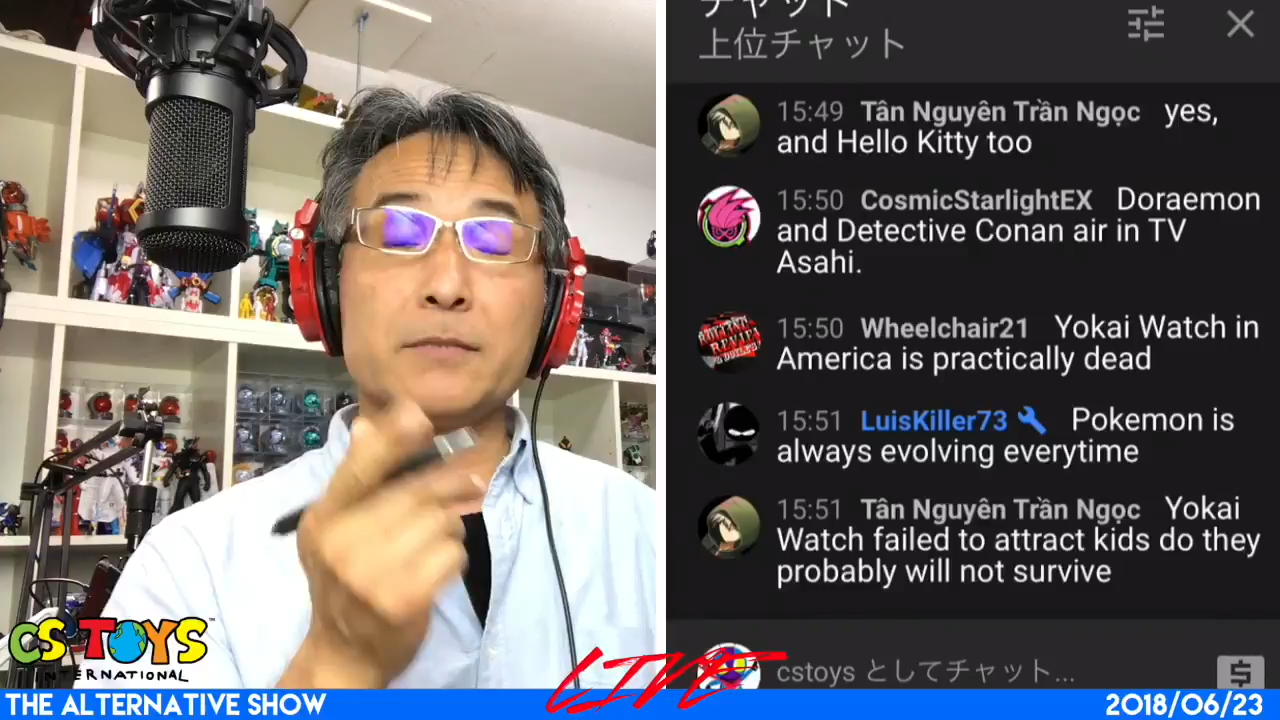 チャット
上位チャット
15:49 Tân Nguyên Trần Ngọc yes,
and Hello Kitty too
15:50 CosmicStarlightEX Doraemon
and Detective Conan air in TV
Asahi.
15:50 Wheelchair21 Yokai Watch in
America is practically dead
15:51 LuisKiller73 Pokemon is
always evolving everytime
15:51 Tân Nguyên Trần Ngọc Yokai
Watch failed to attract kids do they
probably will not survive
cstoys としてチャット...
CS TOYS™
INTERNATIONAL
LIVE
THE ALTERNATIVE SHOW
2018/06/23